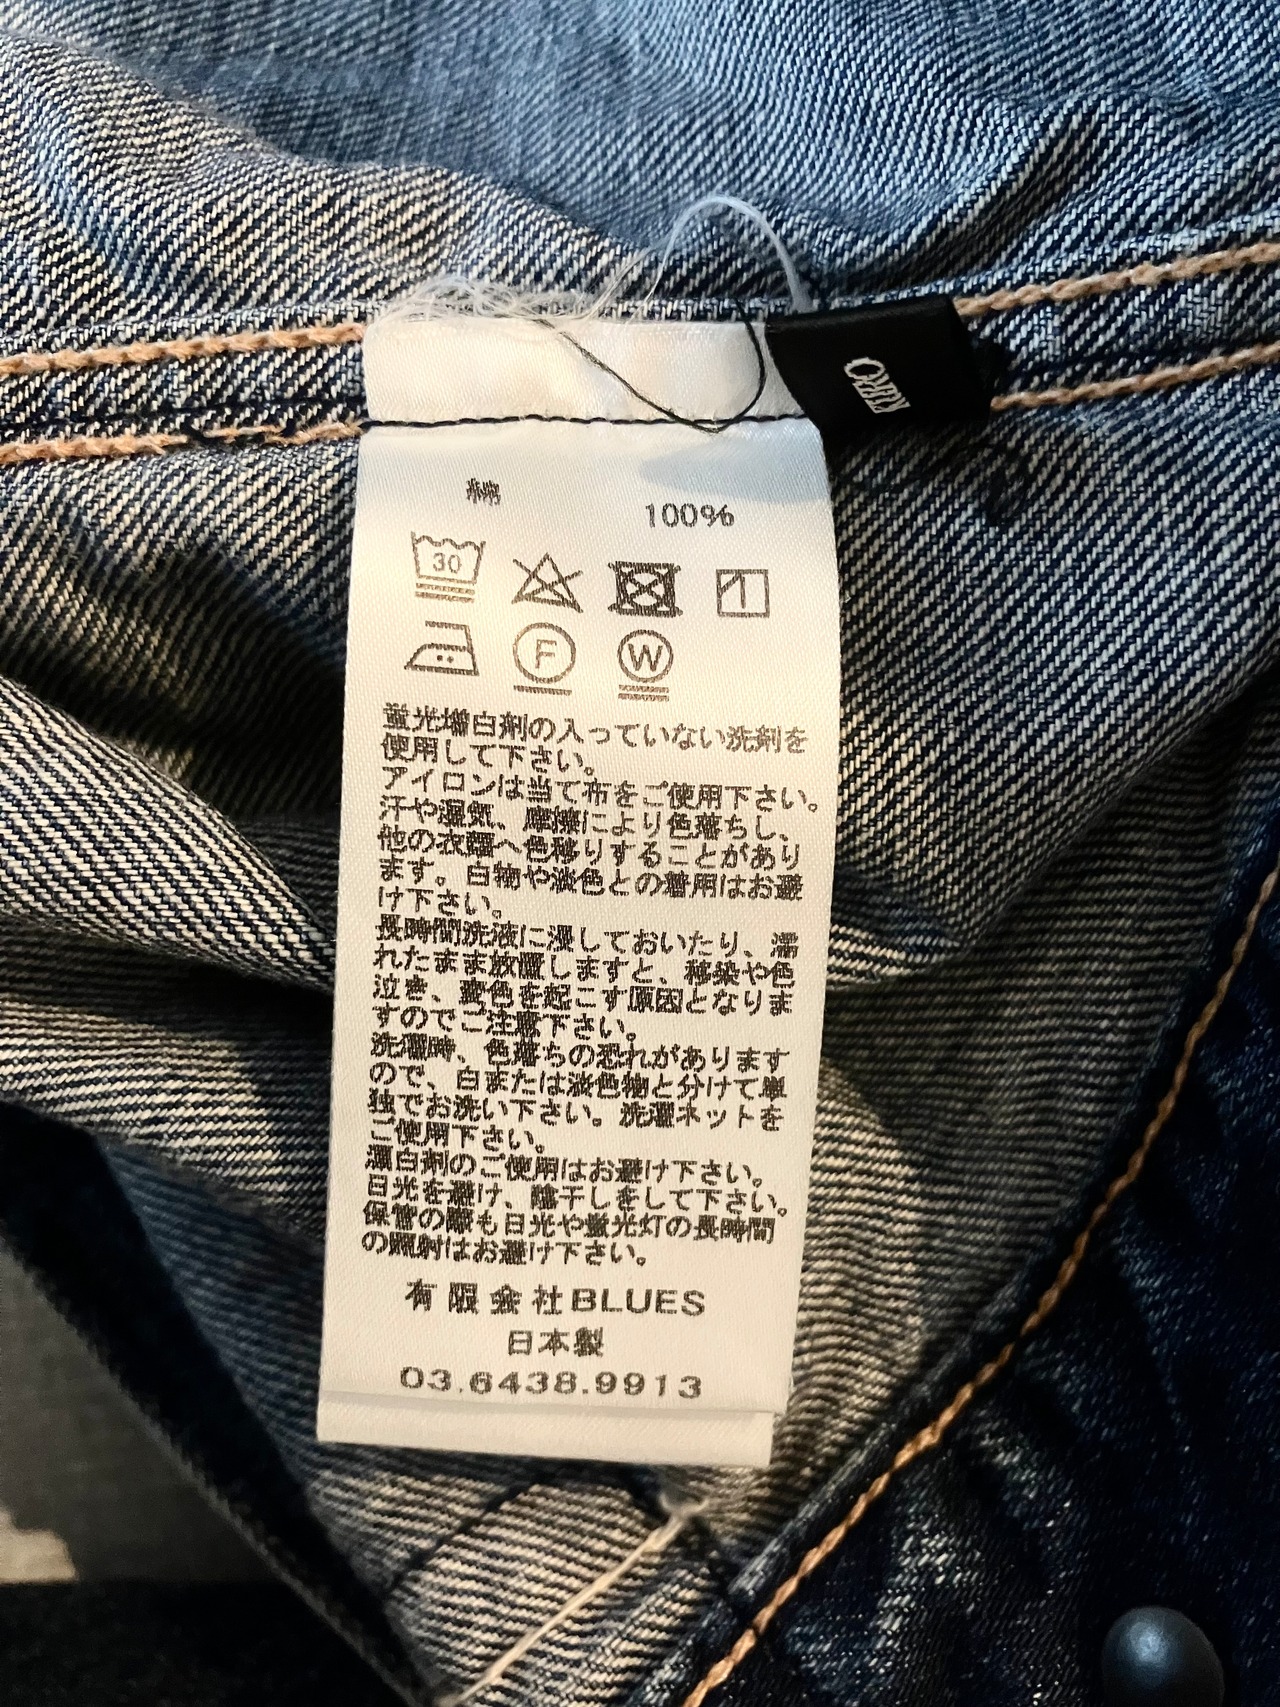 綿 100%
30
F W
蛍光増白剤の入っていない洗剤を
使用して下さい。
アイロンは当て布をご使用下さい。
汗や湿気、摩擦により色落ちし、
他の衣類へ色移りすることがあり
ます。白物や淡色との着用はお避
け下さい。
長時間洗液に浸しておいたり、濡
れたまま放置しますと、移染や色
泣き、変色を起こす原因となりま
すのでご注意下さい。
洗濯時、色落ちの恐れがあります
ので、白または淡色物と分けて単
独でお洗い下さい。洗濯ネットを
ご使用下さい。
漂白剤のご使用はお避け下さい。
日光を避け、陰干しをして下さい。
保管の際も日光や蛍光灯の長時間
の照射はお避け下さい。
有限会社BLUES
日本製
03.6438.9913